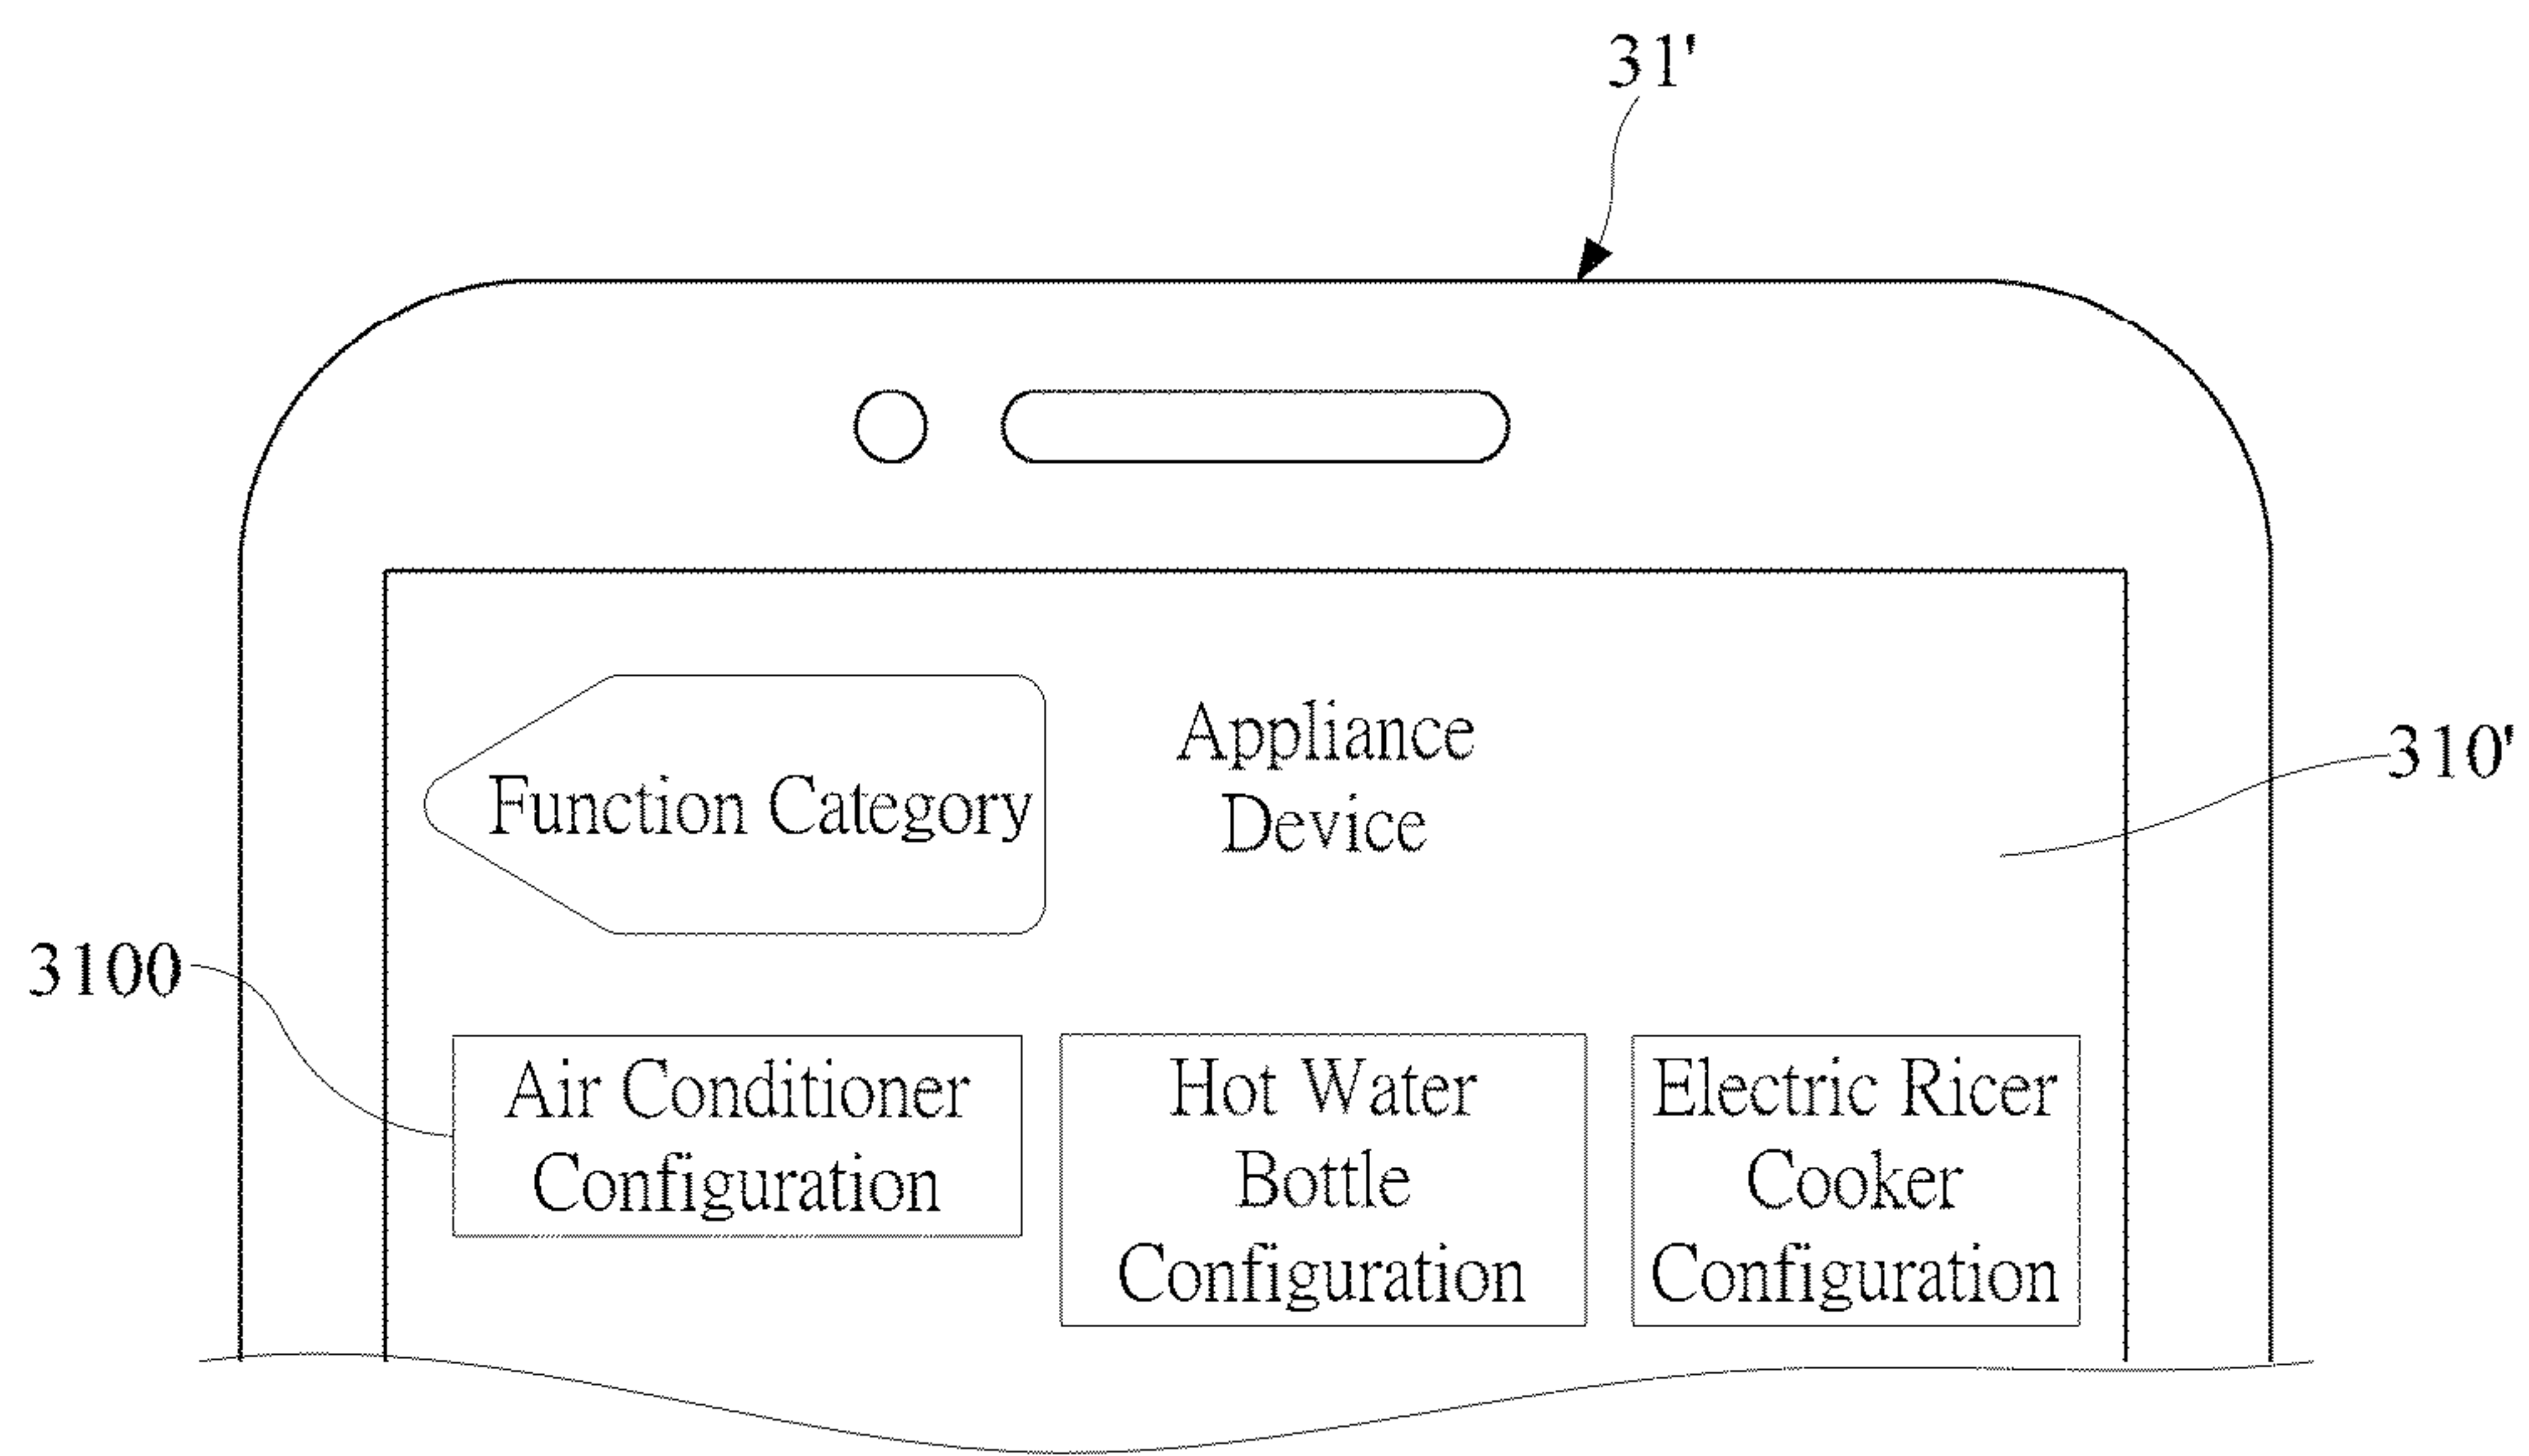 31'
Appliance
Function Category
Device
310'
3100
Air Conditioner
Configuration
Hot Water
Bottle
Configuration
Electric Ricer
Cooker
Configuration